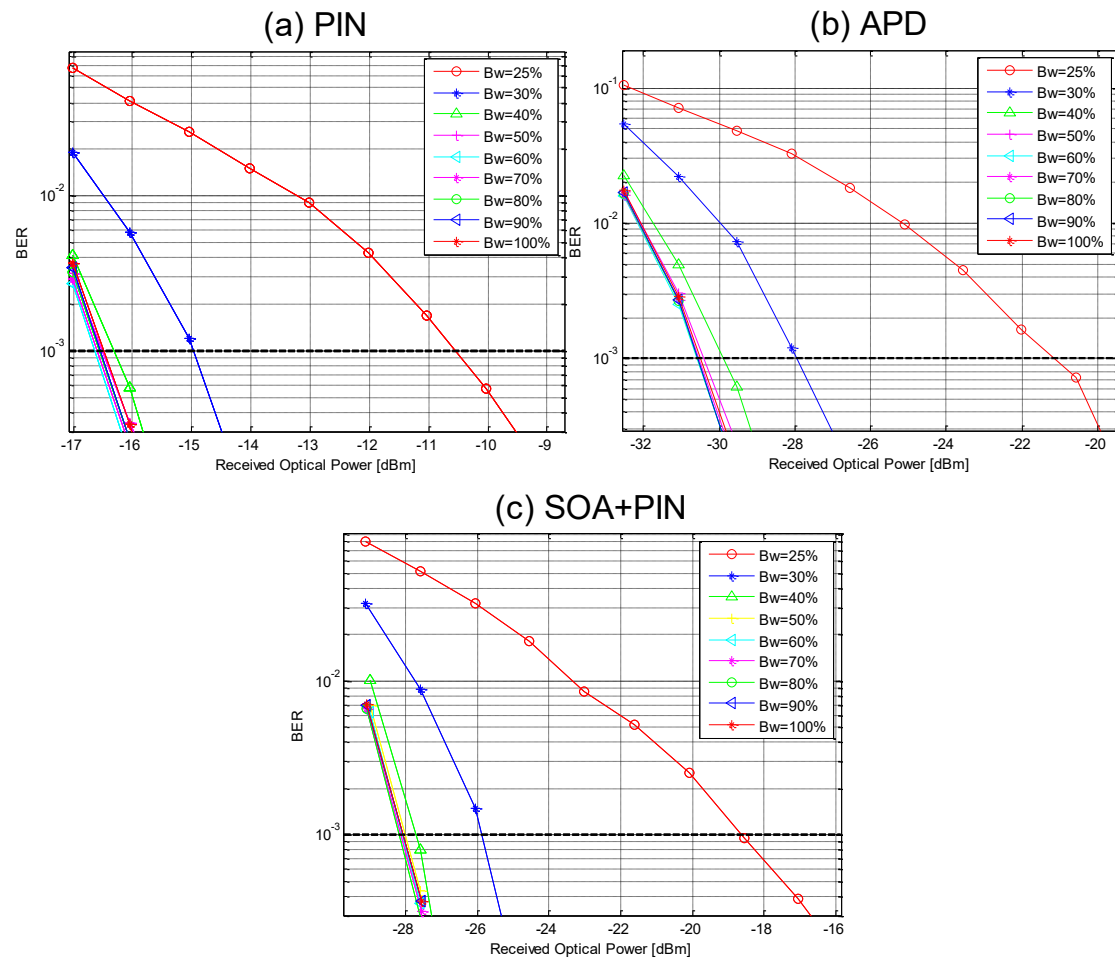 (a) PIN
Bw=25%
Bw=30%
Bw=40%
Bw=50%
Bw=60%
Bw=70%
Bw=80%
Bw=90%
Bw=100%
10^-2
10^-3
BER
-17 -16 -15 -14 -13 -12 -11 -10 -9
Received Optical Power [dBm]
(b) APD
Bw=25%
Bw=30%
Bw=40%
Bw=50%
Bw=60%
Bw=70%
Bw=80%
Bw=90%
Bw=100%
10^-1
10^-2
10^-3
BER
-32 -30 -28 -26 -24 -22 -20
Received Optical Power [dBm]
(c) SOA+PIN
Bw=25%
Bw=30%
Bw=40%
Bw=50%
Bw=60%
Bw=70%
Bw=80%
Bw=90%
Bw=100%
10^-2
10^-3
BER
-28 -26 -24 -22 -20 -18 -16
Received Optical Power [dBm]